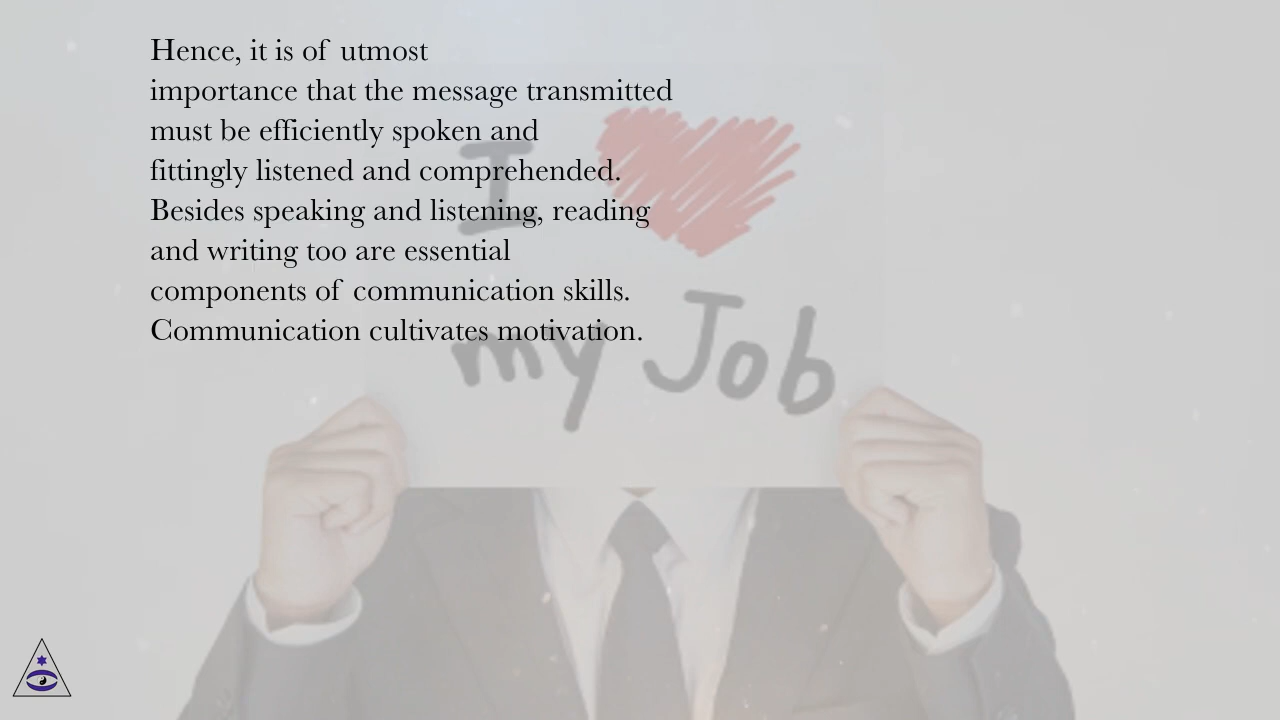 Hence, it is of utmost
importance that the message transmitted
must be efficiently spoken and
fittingly listened and comprehended.
Besides speaking and listening, reading
and writing too are essential
components of communication skills.
Communication cultivates motivation.
I
my Job